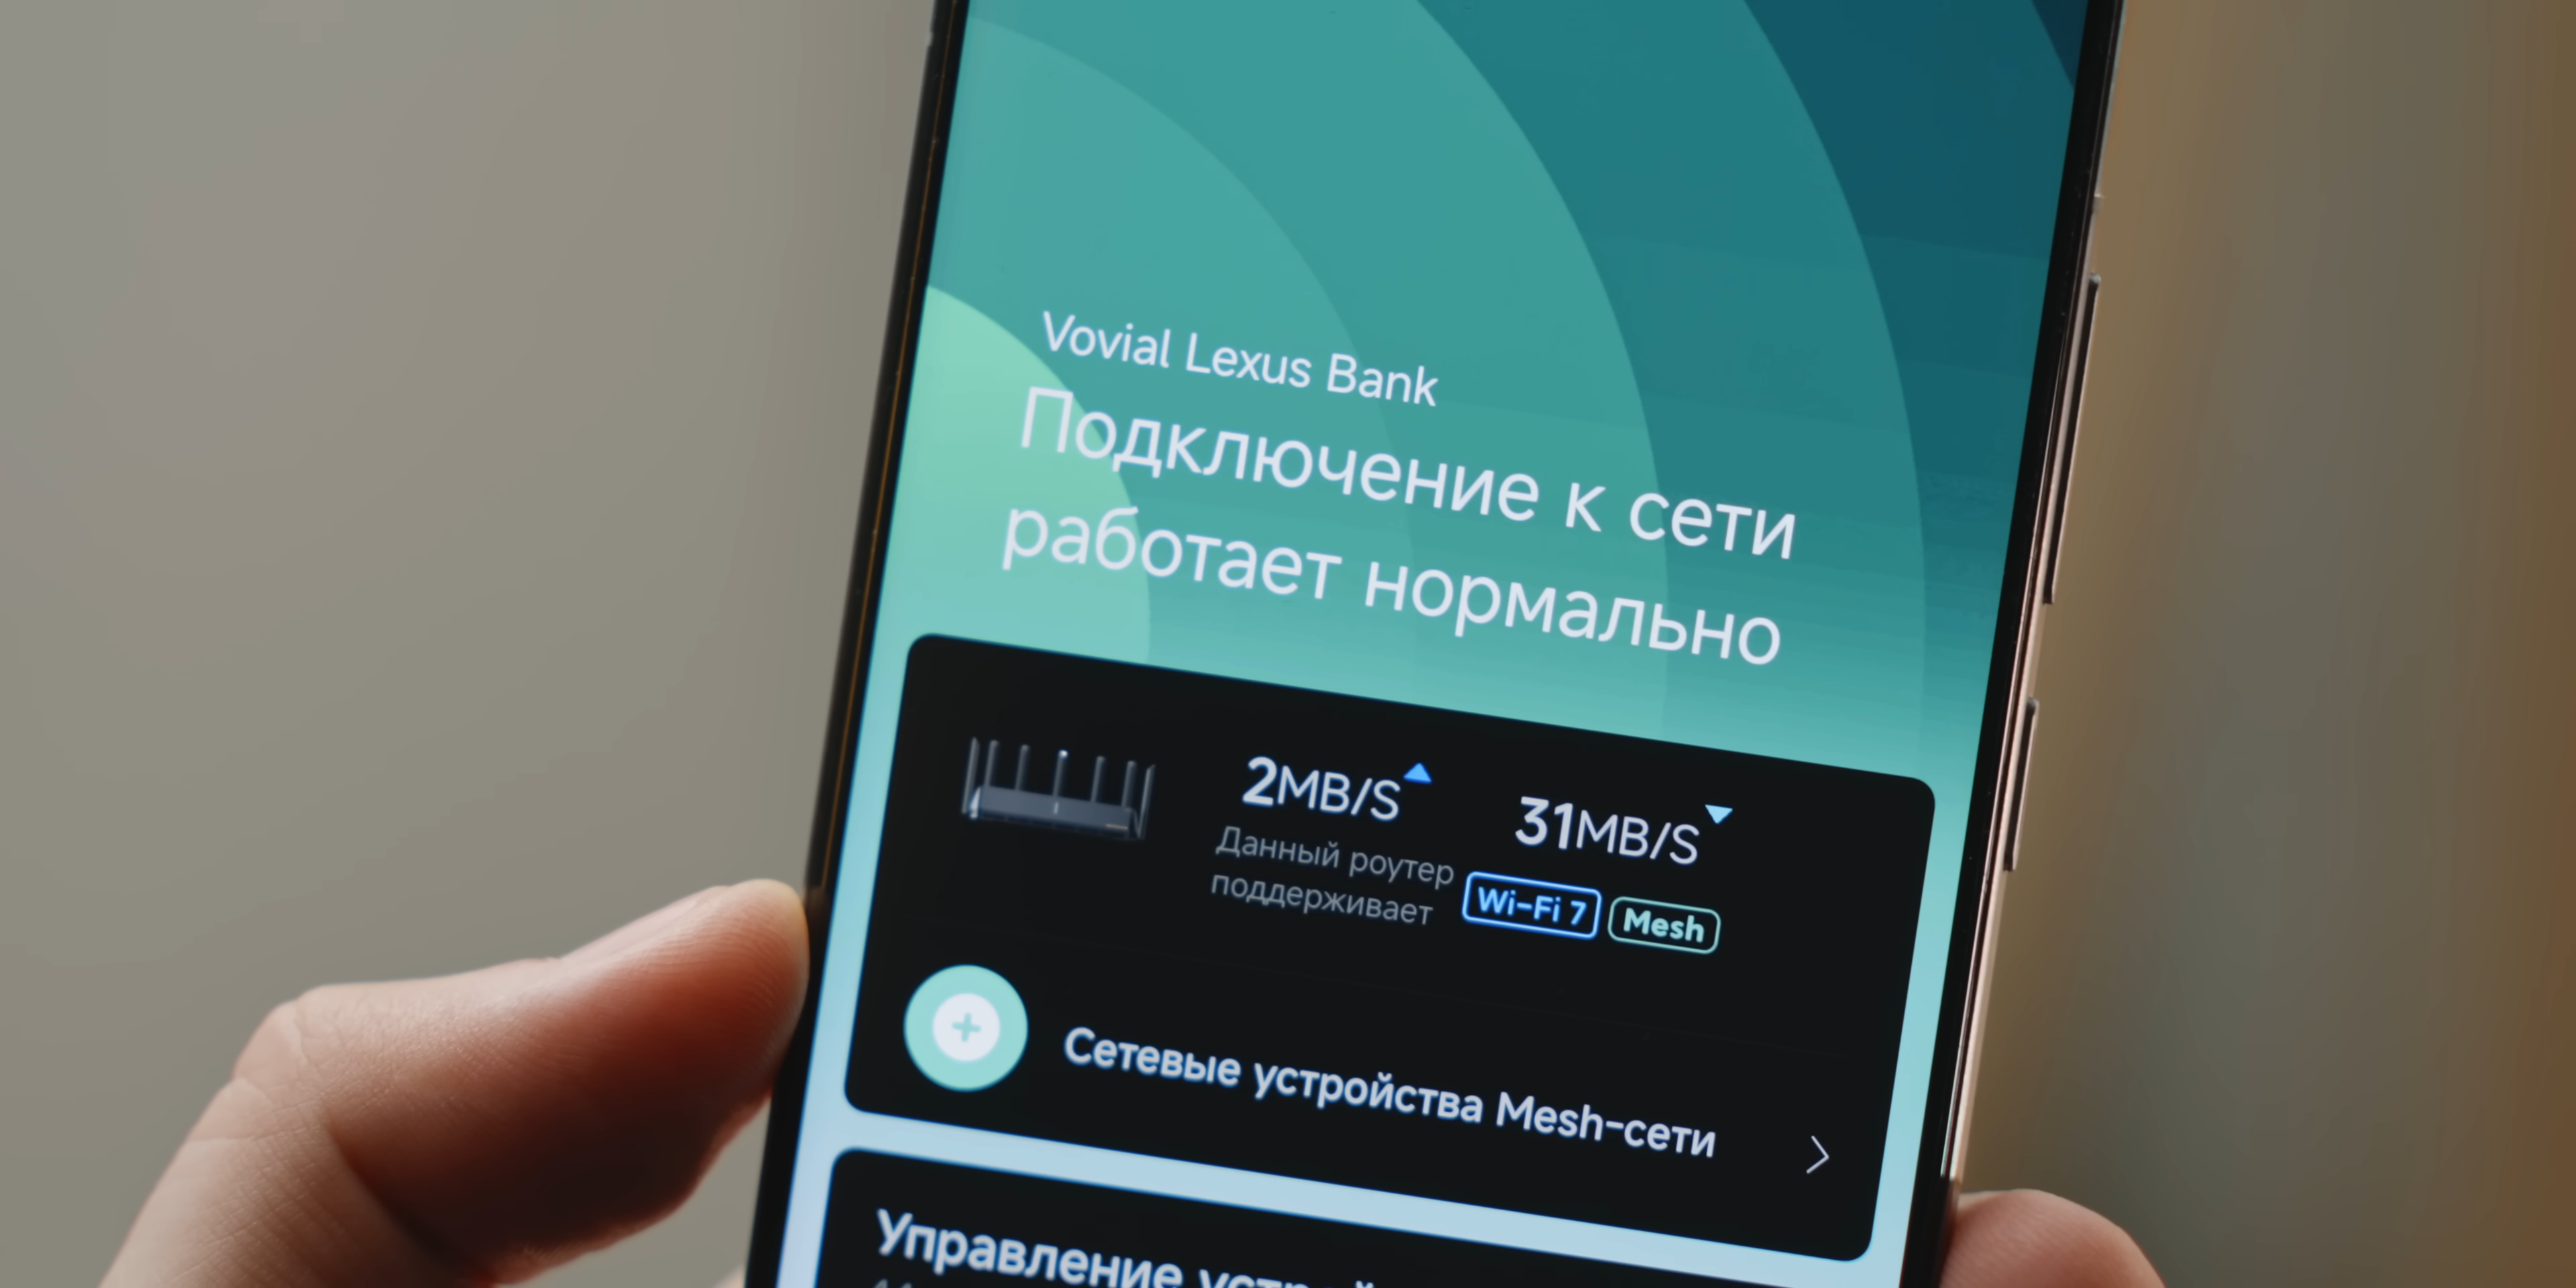 Vovial Lexus Bank
Подключение к сети
работает нормально
2MB/S 31MB/S
Данный роутер
поддерживает Wi-Fi 7 Mesh
Сетевые устройства Mesh-сети
Управление